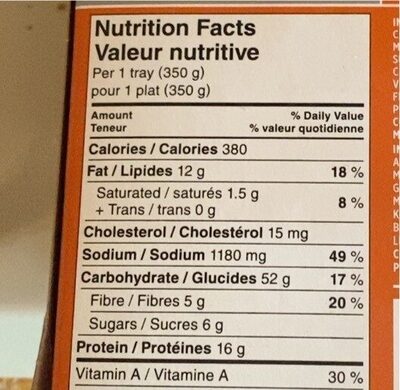 Nutrition Facts
Valeur nutritive
Per 1 tray (350 g)
pour 1 plat (350 g)
Amount % Daily Value
Teneur % valeur quotidienne
Calories / Calories 380
Fat / Lipides 12 g 18 %
Saturated / saturés 1.5 g
+ Trans / trans 0 g 8 %
Cholesterol / Cholestérol 15 mg
Sodium / Sodium 1180 mg 49 %
Carbohydrate / Glucides 52 g 17 %
Fibre / Fibres 5 g 20 %
Sugars / Sucres 6 g
Protein / Protéines 16 g
Vitamin A / Vitamine A 30 %